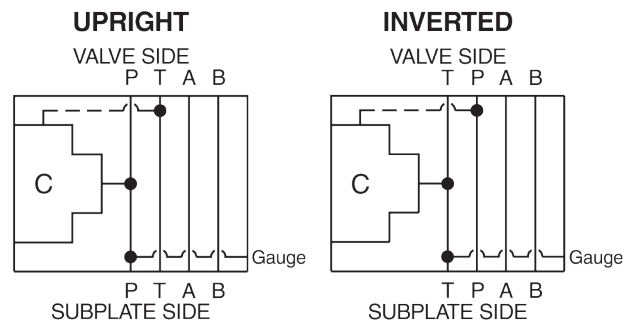 UPRIGHT
VALVE SIDE
P T A B
C
Gauge
P T A B
SUBPLATE SIDE
INVERTED
VALVE SIDE
T P A B
C
Gauge
T P A B
SUBPLATE SIDE